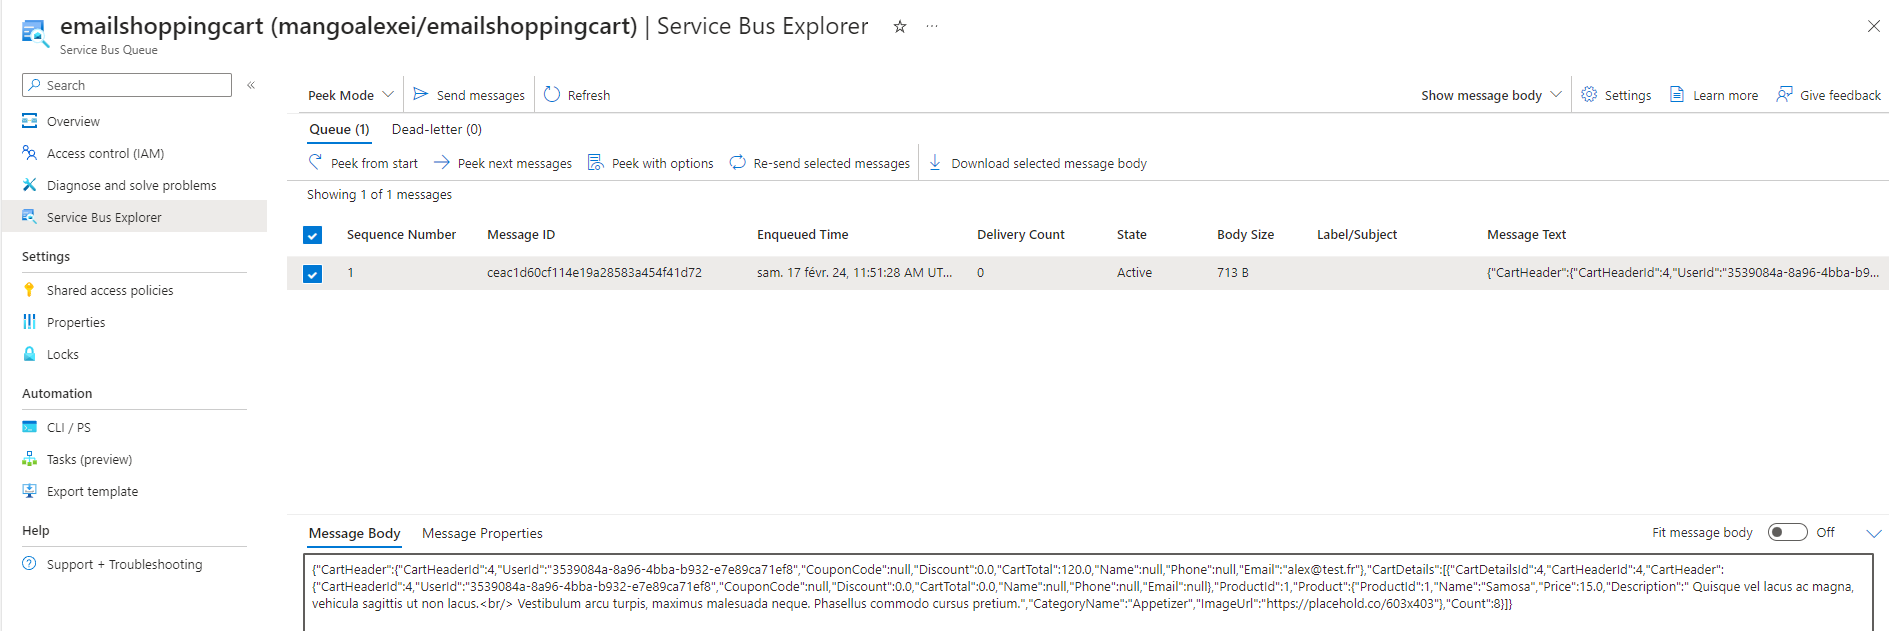 emailshoppingcart (mangoalexei/emailshoppingcart) | Service Bus Explorer
Service Bus Queue
Search
Overview
Access control (IAM)
Diagnose and solve problems
Service Bus Explorer
Settings
Shared access policies
Properties
Locks
Automation
CLI / PS
Tasks (preview)
Export template
Help
Support + Troubleshooting
Peek Mode Send messages Refresh Show message body Settings Learn more Give feedback
Queue (1) Dead-letter (0)
Peek from start Peek next messages Peek with options Re-send selected messages Download selected message body
Showing 1 of 1 messages
Sequence Number Message ID Enqueued Time Delivery Count State Body Size Label/Subject Message Text
1 ceac1d60cf114e19a28583a454f41d72 sam. 17 févr. 24, 11:51:28 AM UT... 0 Active 713 B {"CartHeader":{"CartHeaderId":4,"UserId":"3539084a-8a96-4bba-b9...
Message Body Message Properties Fit message body Off
{"CartHeader":{"CartHeaderId":4,"UserId":"3539084a-8a96-4bba-b932-e7e89ca71ef8","CouponCode":null,"Discount":0.0,"CartTotal":120.0,"Name":null,"Phone":null,"Email":"alex@test.fr"},"CartDetails":[{"CartDetailsId":4,"CartHeaderId":4,"CartHeader":
{"CartHeaderId":4,"UserId":"3539084a-8a96-4bba-b932-e7e89ca71ef8","CouponCode":null,"Discount":0.0,"CartTotal":0.0,"Name":null,"Phone":null,"Email":null},"ProductId":1,"Product":{"ProductId":1,"Name":"Samosa","Price":15.0,"Description":" Quisque vel lacus ac magna,
vehicula sagittis ut non lacus.<br/> Vestibulum arcu turpis, maximus malesuada neque. Phasellus commodo cursus pretium.","CategoryName":"Appetizer","ImageUrl":"https://placehold.co/603x403"},"Count":8}]}